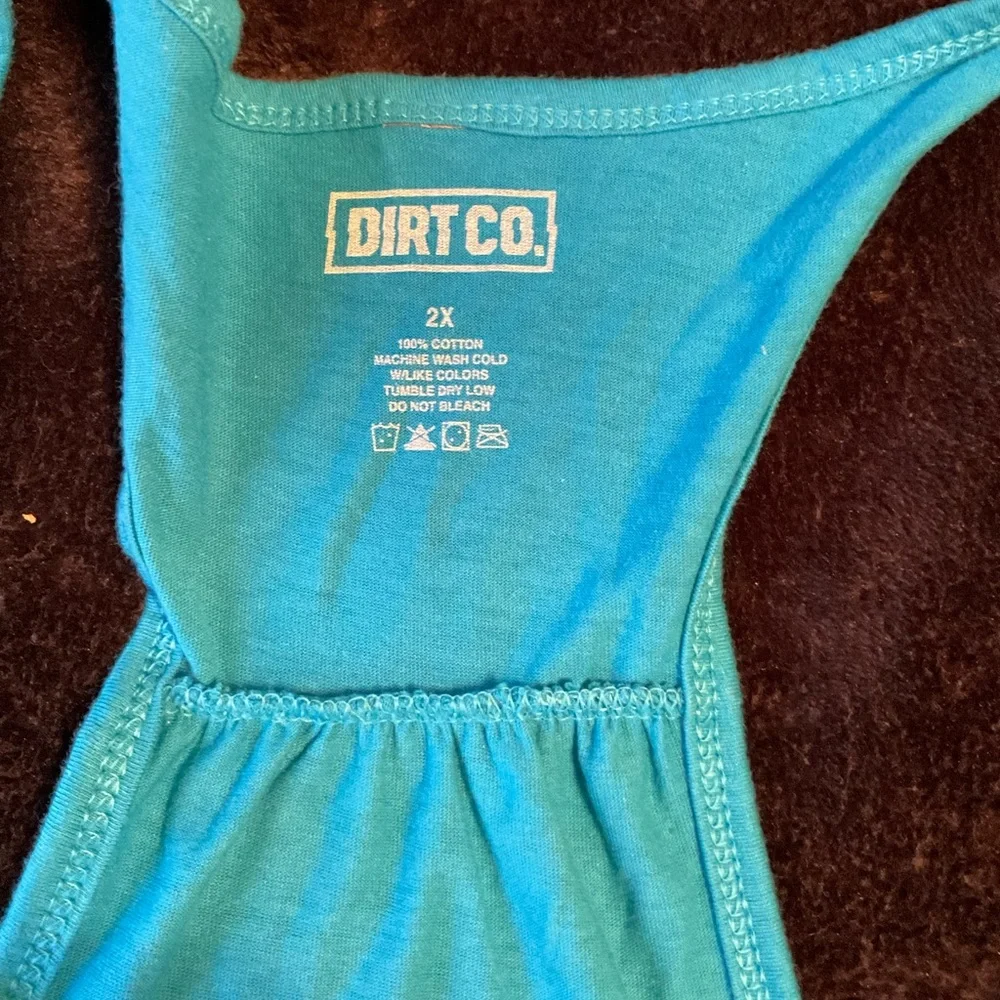 DIRT CO.
2X
100% COTTON
MACHINE WASH COLD
W/LIKE COLORS
TUMBLE DRY LOW
DO NOT BLEACH